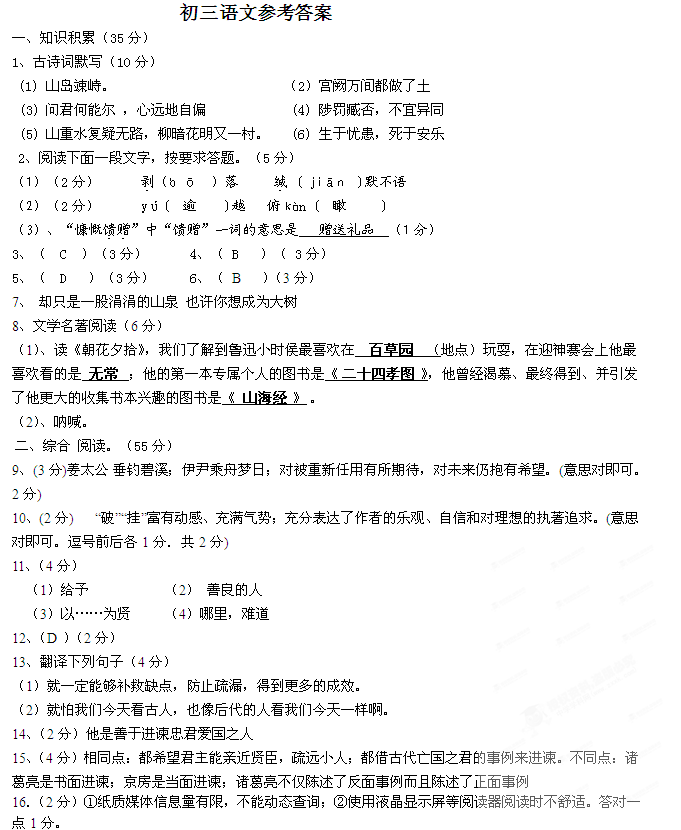 初三语文参考答案
一、知识积累(35分)
1、古诗词默写(10分)
(1) 山岛竦峙。 (2) 宫阙万间都做了土
(3) 问君何能尔 ，心远地自偏 (4) 陟罚臧否，不宜异同
(5) 山重水复疑无路，柳暗花明又一村。 (6) 生于忧患，死于安乐
2、阅读下面一段文字，按要求答题。(5分)
(1)(2分) 剥(bō )落 缄( jiān )默不语
(2)(2分) yú( 逾 )越 俯kàn( 瞰 )
(3)、“慷慨馈赠”中“馈赠”一词的意思是 赠送礼品 (1分)
3、( C )(3分) 4、( B )( 3分)
5、( D )(3分) 6、( B )(3分)
7、 却只是一股涓涓的山泉 也许你想成为大树
8、文学名著阅读(6分)
(1)、读《朝花夕拾》，我们了解到鲁迅小时侯最喜欢在 百草园 (地点)玩耍，在迎神赛会上他最
喜欢看的是 无常 ；他的第一本专属个人的图书是《 二十四孝图 》，他曾经渴慕、最终得到、并引发
了他更大的收集书本兴趣的图书是《 山海经 》 。
(2)、呐喊。
二、综合 阅读。(55分)
9、(3分)姜太公 垂钓碧溪；伊尹乘舟梦日；对被重新任用有所期待，对未来仍抱有希望。(意思对即可。
2分)
10、(2分) “破”“挂”富有动感、充满气势；充分表达了作者的乐观、自信和对理想的执著追求。(意思
对即可。逗号前后各1分．共2分)
11、(4分)
(1)给予 (2) 善良的人
(3)以……为贤 (4)哪里，难道
12、(D )(2分)
13、翻译下列句子(4分)
(1)就一定能够补救缺点，防止疏漏，得到更多的成效。
(2)就怕我们今天看古人，也像后代的人看我们今天一样啊。
14、(2分)他是善于进谏忠君爱国之人
15、(4分)相同点：都希望君主能亲近贤臣，疏远小人；都借古代亡国之君的事例来进谏。不同点：诸
葛亮是书面进谏；京房是当面进谏；诸葛亮不仅陈述了反面事例而且陈述了正面事例
16.(2分)①纸质媒体信息量有限，不能动态查询；②使用液晶显示屏等阅读器阅读时不舒适。答对一
点1分。